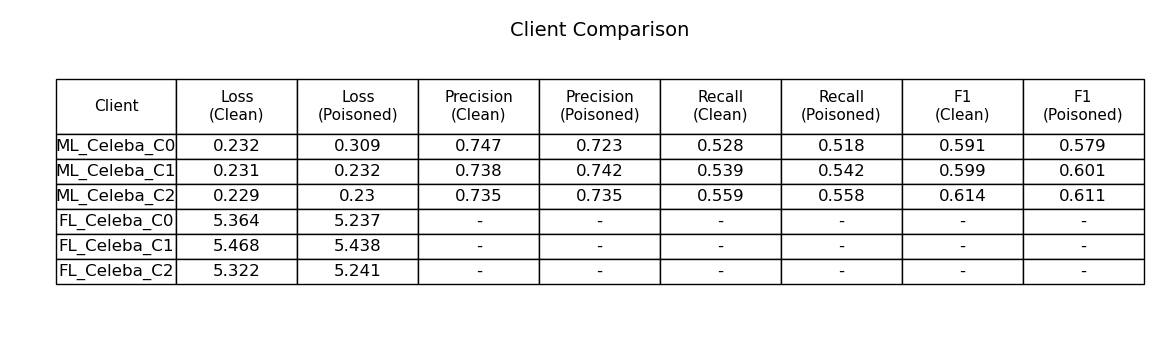 Client Comparison
Client Loss (Clean) Loss (Poisoned) Precision (Clean) Precision (Poisoned) Recall (Clean) Recall (Poisoned) F1 (Clean) F1 (Poisoned)
ML_Celeba_C0 0.232 0.309 0.747 0.723 0.528 0.518 0.591 0.579
ML_Celeba_C1 0.231 0.232 0.738 0.742 0.539 0.542 0.599 0.601
ML_Celeba_C2 0.229 0.23 0.735 0.735 0.559 0.558 0.614 0.611
FL_Celeba_C0 5.364 5.237 - - - - - -
FL_Celeba_C1 5.468 5.438 - - - - - -
FL_Celeba_C2 5.322 5.241 - - - - - -